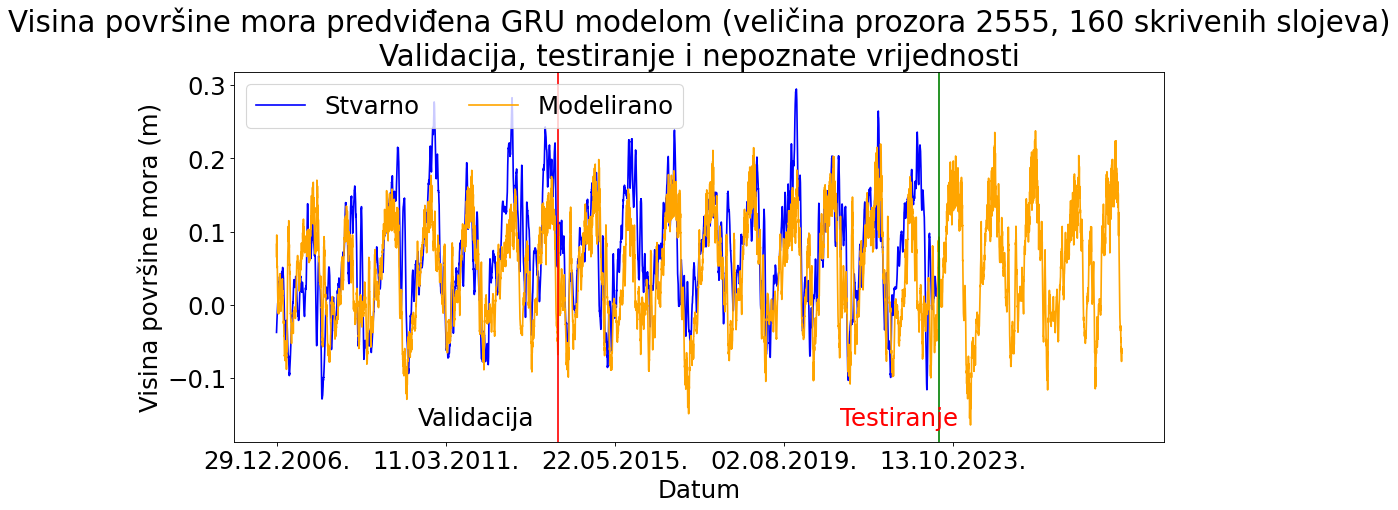 Visina površine mora predviđena GRU modelom (veličina prozora 2555, 160 skrivenih slojeva)
Validacija, testiranje i nepoznate vrijednosti
Stvarno Modelirano
Visina površine mora (m)
0.3
0.2
0.1
0.0
−0.1
Validacija
Testiranje
29.12.2006. 11.03.2011. 22.05.2015. 02.08.2019. 13.10.2023.
Datum